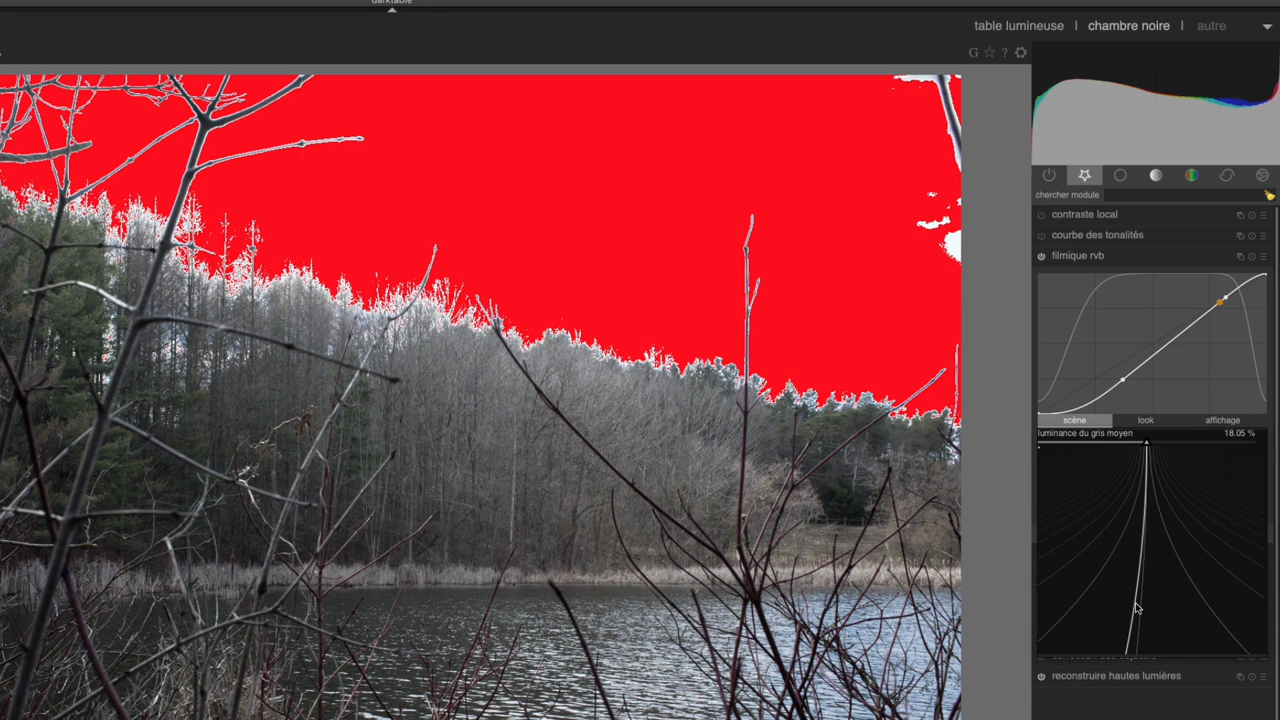 darktable
table lumineuse | chambre noire | autre
G ☆ ?
chercher module
contraste local
courbe des tonalités
filmique rvb
scène look affichage
luminance du gris moyen 18.05 %
reconstruire hautes lumières